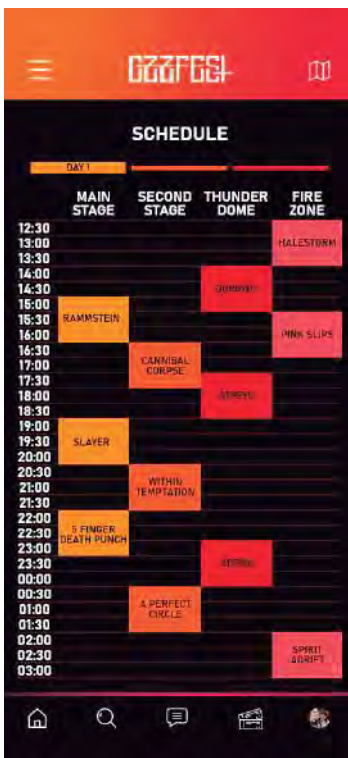 OZZFEST
SCHEDULE
DAY 1
MAIN STAGE
SECOND STAGE
THUNDER DOME
FIRE ZONE
12:30
13:00
13:30
HALESTORM
14:00
14:30
15:00
15:30
RAMMSTEIN
16:00
PINK SLIPS
16:30
17:00
CANNIBAL
CORPSE
17:30
18:00
18:30
19:00
19:30
SLAYER
20:00
20:30
21:00
WITHIN
TEMPTATION
21:30
22:00
22:30
5 FINGER
DEATH PUNCH
23:00
23:30
00:00
00:30
01:00
A PERFECT
CIRCLE
01:30
02:00
02:30
SPIRIT
ADRIFT
03:00